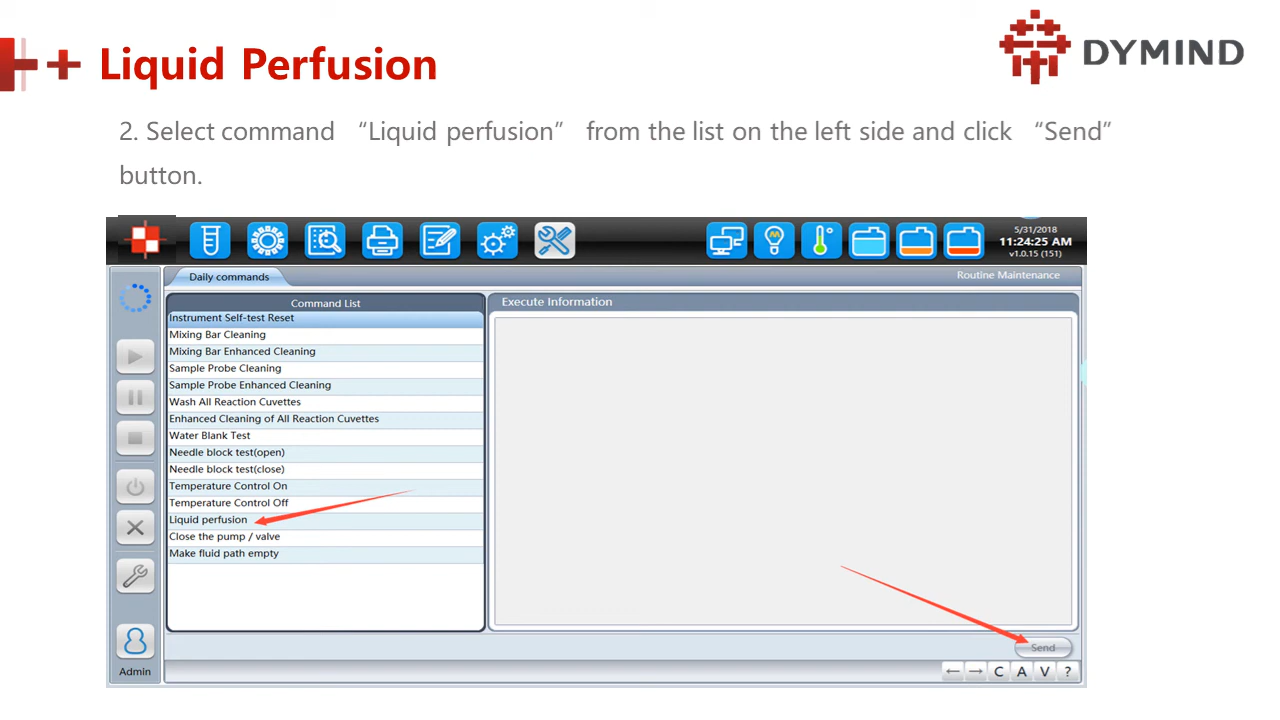 Liquid Perfusion
DYMIND
2. Select command “Liquid perfusion” from the list on the left side and click “Send”
button.
5/31/2018
11:24:25 AM
v1.0.15 (151)
Daily commands
Routine Maintenance
Command List
Execute Information
Instrument Self-test Reset
Mixing Bar Cleaning
Mixing Bar Enhanced Cleaning
Sample Probe Cleaning
Sample Probe Enhanced Cleaning
Wash All Reaction Cuvettes
Enhanced Cleaning of All Reaction Cuvettes
Water Blank Test
Needle block test(open)
Needle block test(close)
Temperature Control On
Temperature Control Off
Liquid perfusion
Close the pump / valve
Make fluid path empty
Send
Admin
← → C A V ?